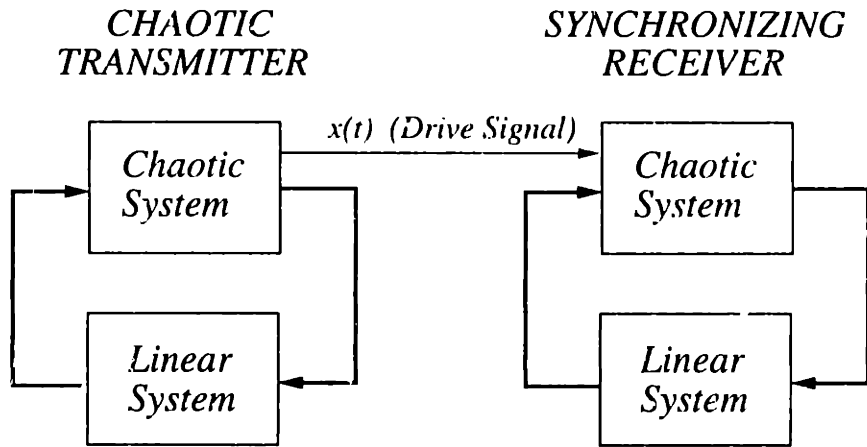 CHAOTIC
TRANSMITTER
SYNCHRONIZING
RECEIVER
x(t) (Drive Signal)
Chaotic
System
Chaotic
System
Linear
System
Linear
System